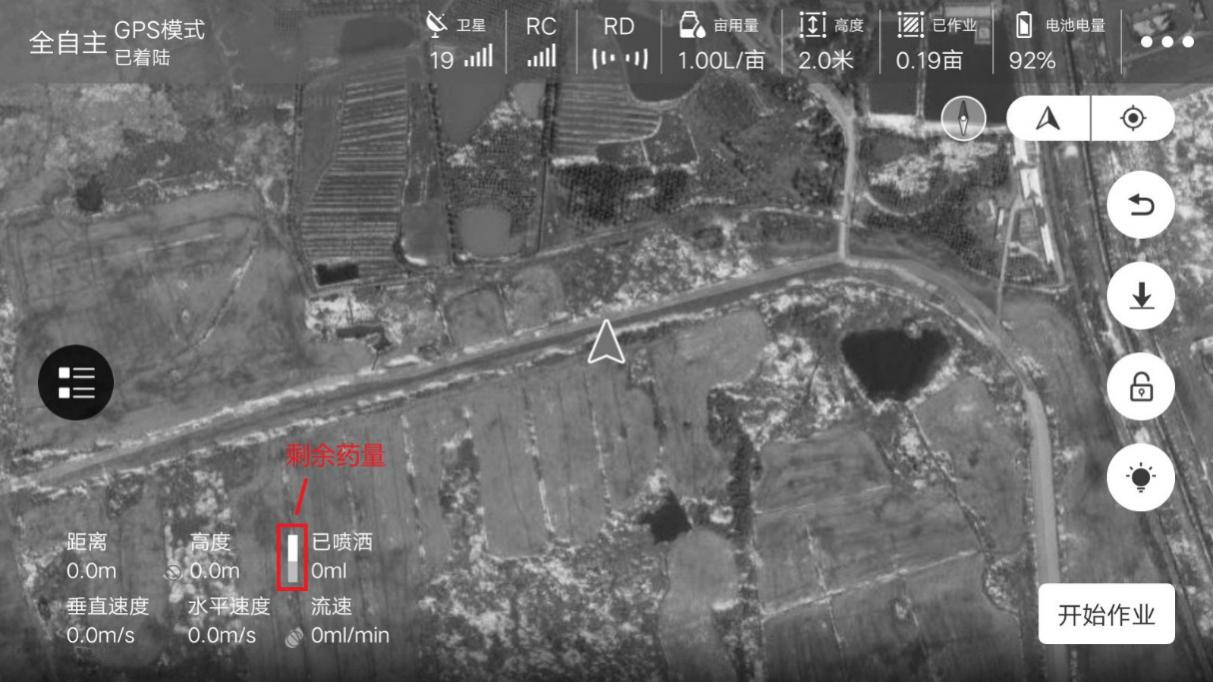 全自主
GPS模式
已着陆
卫星
19
RC
RD
亩用量
1.00L/亩
高度
2.0米
已作业
0.19亩
电池电量
92%
剩余药量
距离
0.0m
高度
0.0m
已喷洒
0ml
垂直速度
0.0m/s
水平速度
0.0m/s
流速
0ml/min
开始作业